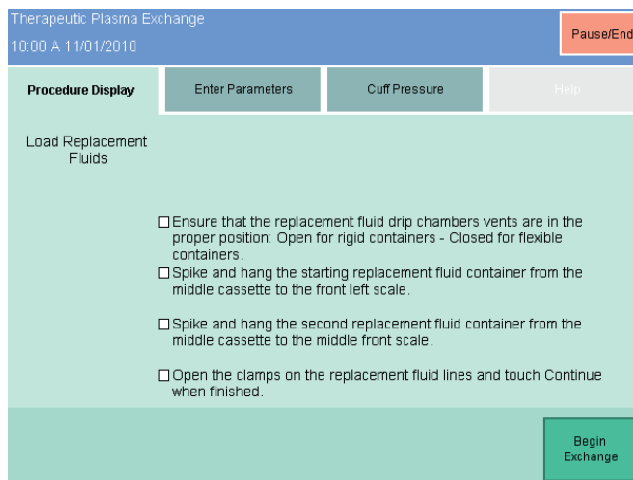 Therapeutic Plasma Exchange
10:00 A 11/01/2010
Pause/End
Procedure Display
Enter Parameters
Cuff Pressure
Help
Load Replacement
Fluids
Ensure that the replacement fluid drip chambers vents are in the
proper position: Open for rigid containers - Closed for flexible
containers.
Spike and hang the starting replacement fluid container from the
middle cassette to the front left scale.
Spike and hang the second replacement fluid container from the
middle cassette to the middle front scale.
Open the clamps on the replacement fluid lines and touch Continue
when finished.
Begin
Exchange